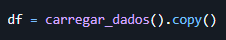 df = carregar_dados().copy()